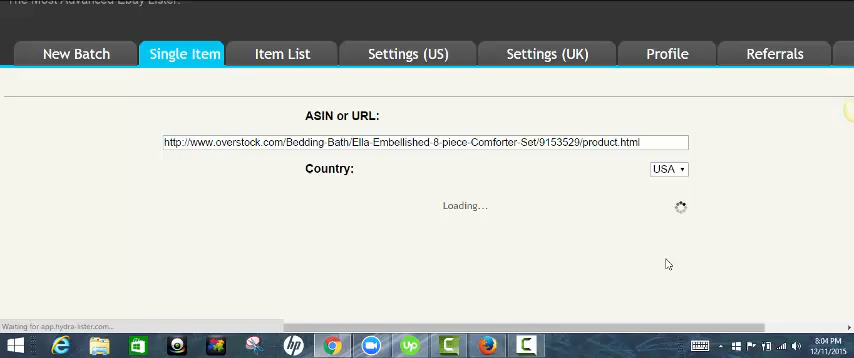 The Most Advanced Ebay Lister.
New Batch
Single Item
Item List
Settings (US)
Settings (UK)
Profile
Referrals
ASIN or URL:
http://www.overstock.com/Bedding-Bath/Ella-Embellished-8-piece-Comforter-Set/9153529/product.html
Country:
USA
Loading...
Waiting for app.hydra-lister.com...
hp
Up
8:04 PM
12/11/2015